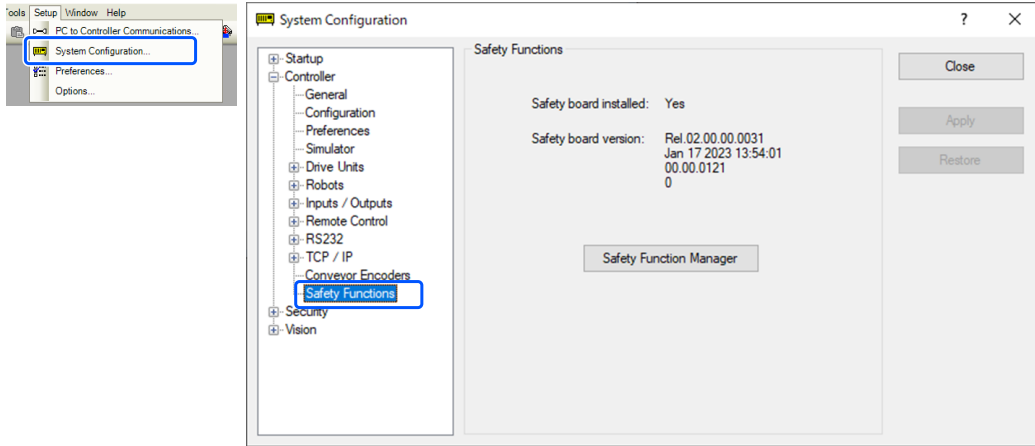 ools Setup Window Help
PC to Controller Communications...
System Configuration...
Preferences...
Options...
System Configuration
? ×
Startup
Controller
General
Configuration
Preferences
Simulator
Drive Units
Robots
Inputs / Outputs
Remote Control
RS232
TCP / IP
Conveyor Encoders
Safety Functions
Security
Vision
Safety Functions
Safety board installed: Yes
Safety board version: Rel.02.00.00.0031
Jan 17 2023 13:54:01
00.00.0121
0
Safety Function Manager
Close
Apply
Restore